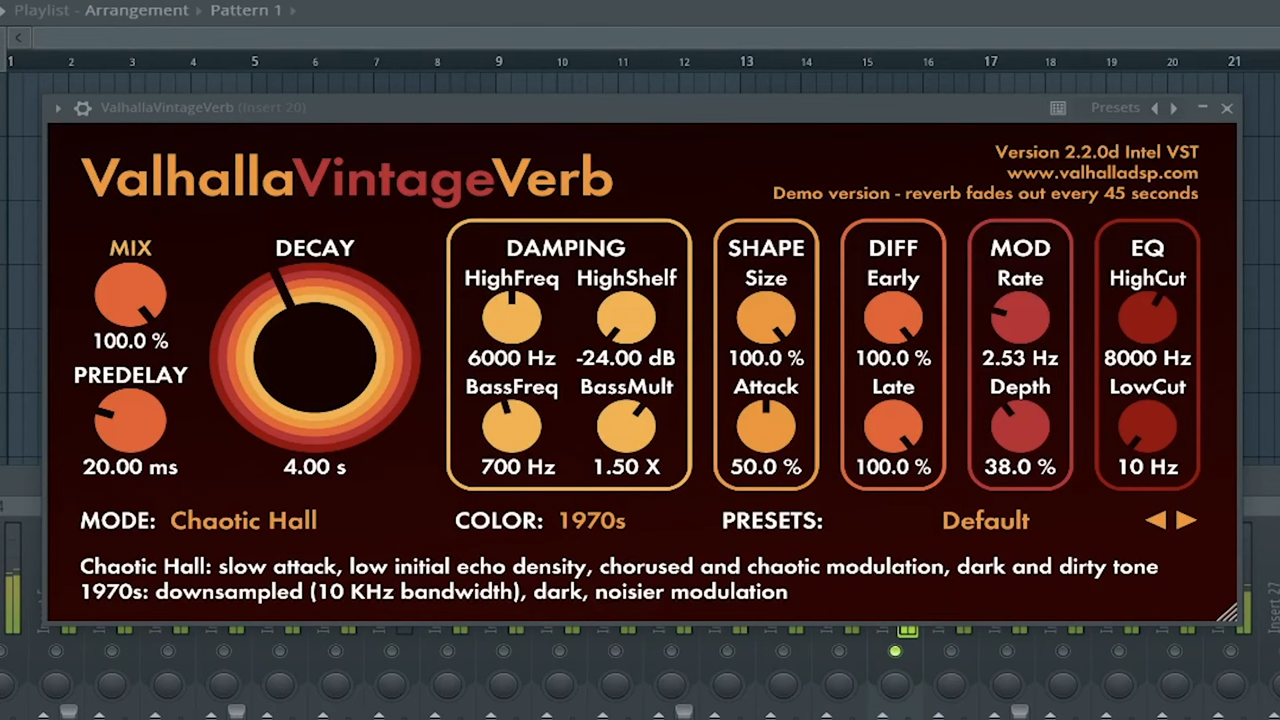 Playlist - Arrangement › Pattern 1 ›
1 2 3 4 5 6 7 8 9 10 11 12 13 14 15 16 17 18 19 20 21
ValhallaVintageVerb (Insert 20) Presets
ValhallaVintageVerb
Version 2.2.0d Intel VST
www.valhalladsp.com
Demo version - reverb fades out every 45 seconds
MIX
100.0 %
PREDELAY
20.00 ms
DECAY
4.00 s
DAMPING
HighFreq HighShelf
6000 Hz -24.00 dB
BassFreq BassMult
700 Hz 1.50 X
SHAPE
Size
100.0 %
Attack
50.0 %
DIFF
Early
100.0 %
Late
100.0 %
MOD
Rate
2.53 Hz
Depth
38.0 %
EQ
HighCut
8000 Hz
LowCut
10 Hz
MODE: Chaotic Hall COLOR: 1970s PRESETS: Default
Chaotic Hall: slow attack, low initial echo density, chorused and chaotic modulation, dark and dirty tone
1970s: downsampled (10 KHz bandwidth), dark, noisier modulation
Insert 27